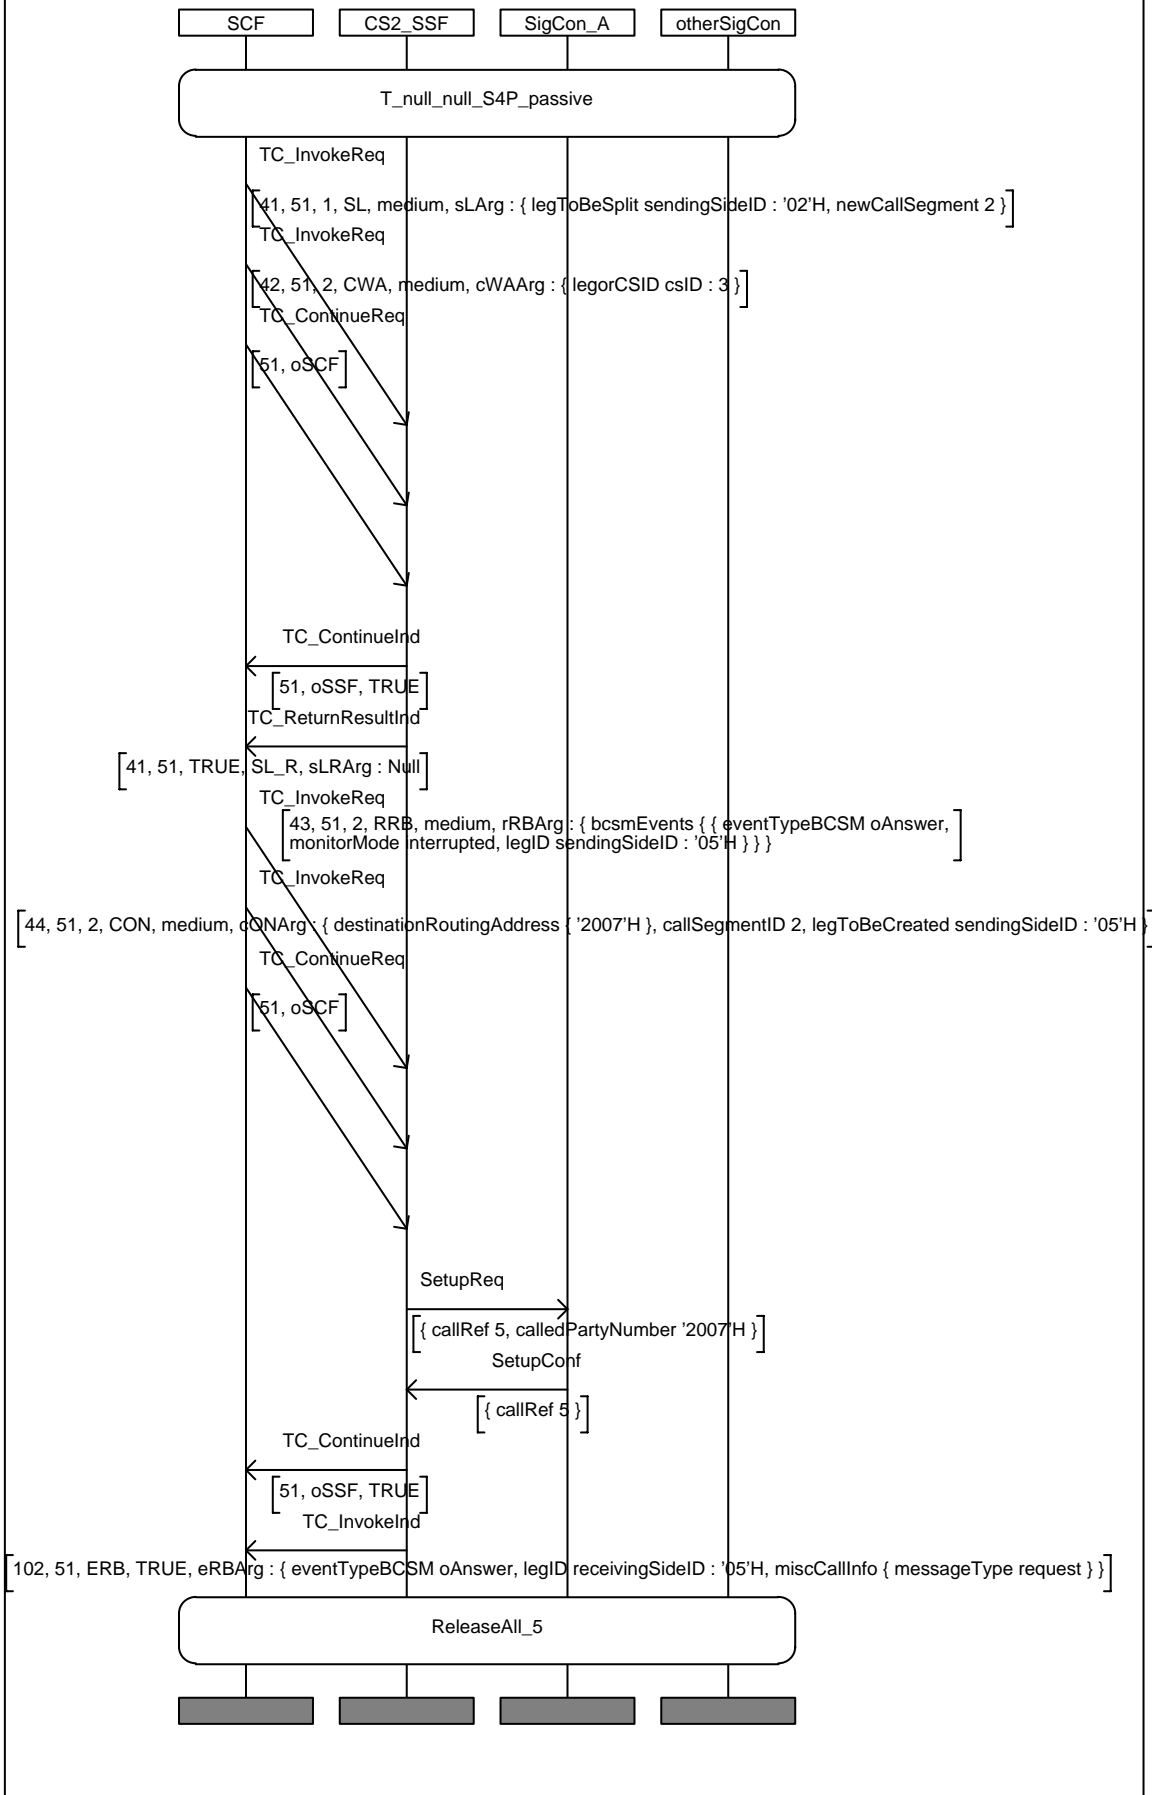 SCF CS2_SSF SigCon_A otherSigCon
T_null_null_S4P_passive
TC_InvokeReq
[41, 51, 1, SL, medium, sLArg : { legToBeSplit sendingSideID : '02'H, newCallSegment 2 }]
TC_InvokeReq
[42, 51, 2, CWA, medium, cWAArg : { legorCSID csID : 3 }]
TC_ContinueReq
[51, oSCF]
TC_ContinueInd
[51, oSSF, TRUE]
TC_ReturnResultInd
[41, 51, TRUE, SL_R, sLRArg : Null]
TC_InvokeReq
[43, 51, 2, RRB, medium, rRBArg : { bcsmEvents { { eventTypeBCSM oAnswer,
monitorMode interrupted, legID sendingSideID : '05'H } } }]
TC_InvokeReq
[44, 51, 2, CON, medium, cONArg : { destinationRoutingAddress { '2007'H }, callSegmentID 2, legToBeCreated sendingSideID : '05'H }]
TC_ContinueReq
[51, oSCF]
SetupReq
[{ callRef 5, calledPartyNumber '2007'H }]
SetupConf
[{ callRef 5 }]
TC_ContinueInd
[51, oSSF, TRUE]
TC_InvokeInd
[102, 51, ERB, TRUE, eRBArg : { eventTypeBCSM oAnswer, legID receivingSideID : '05'H, miscCallInfo { messageType request } }]
ReleaseAll_5